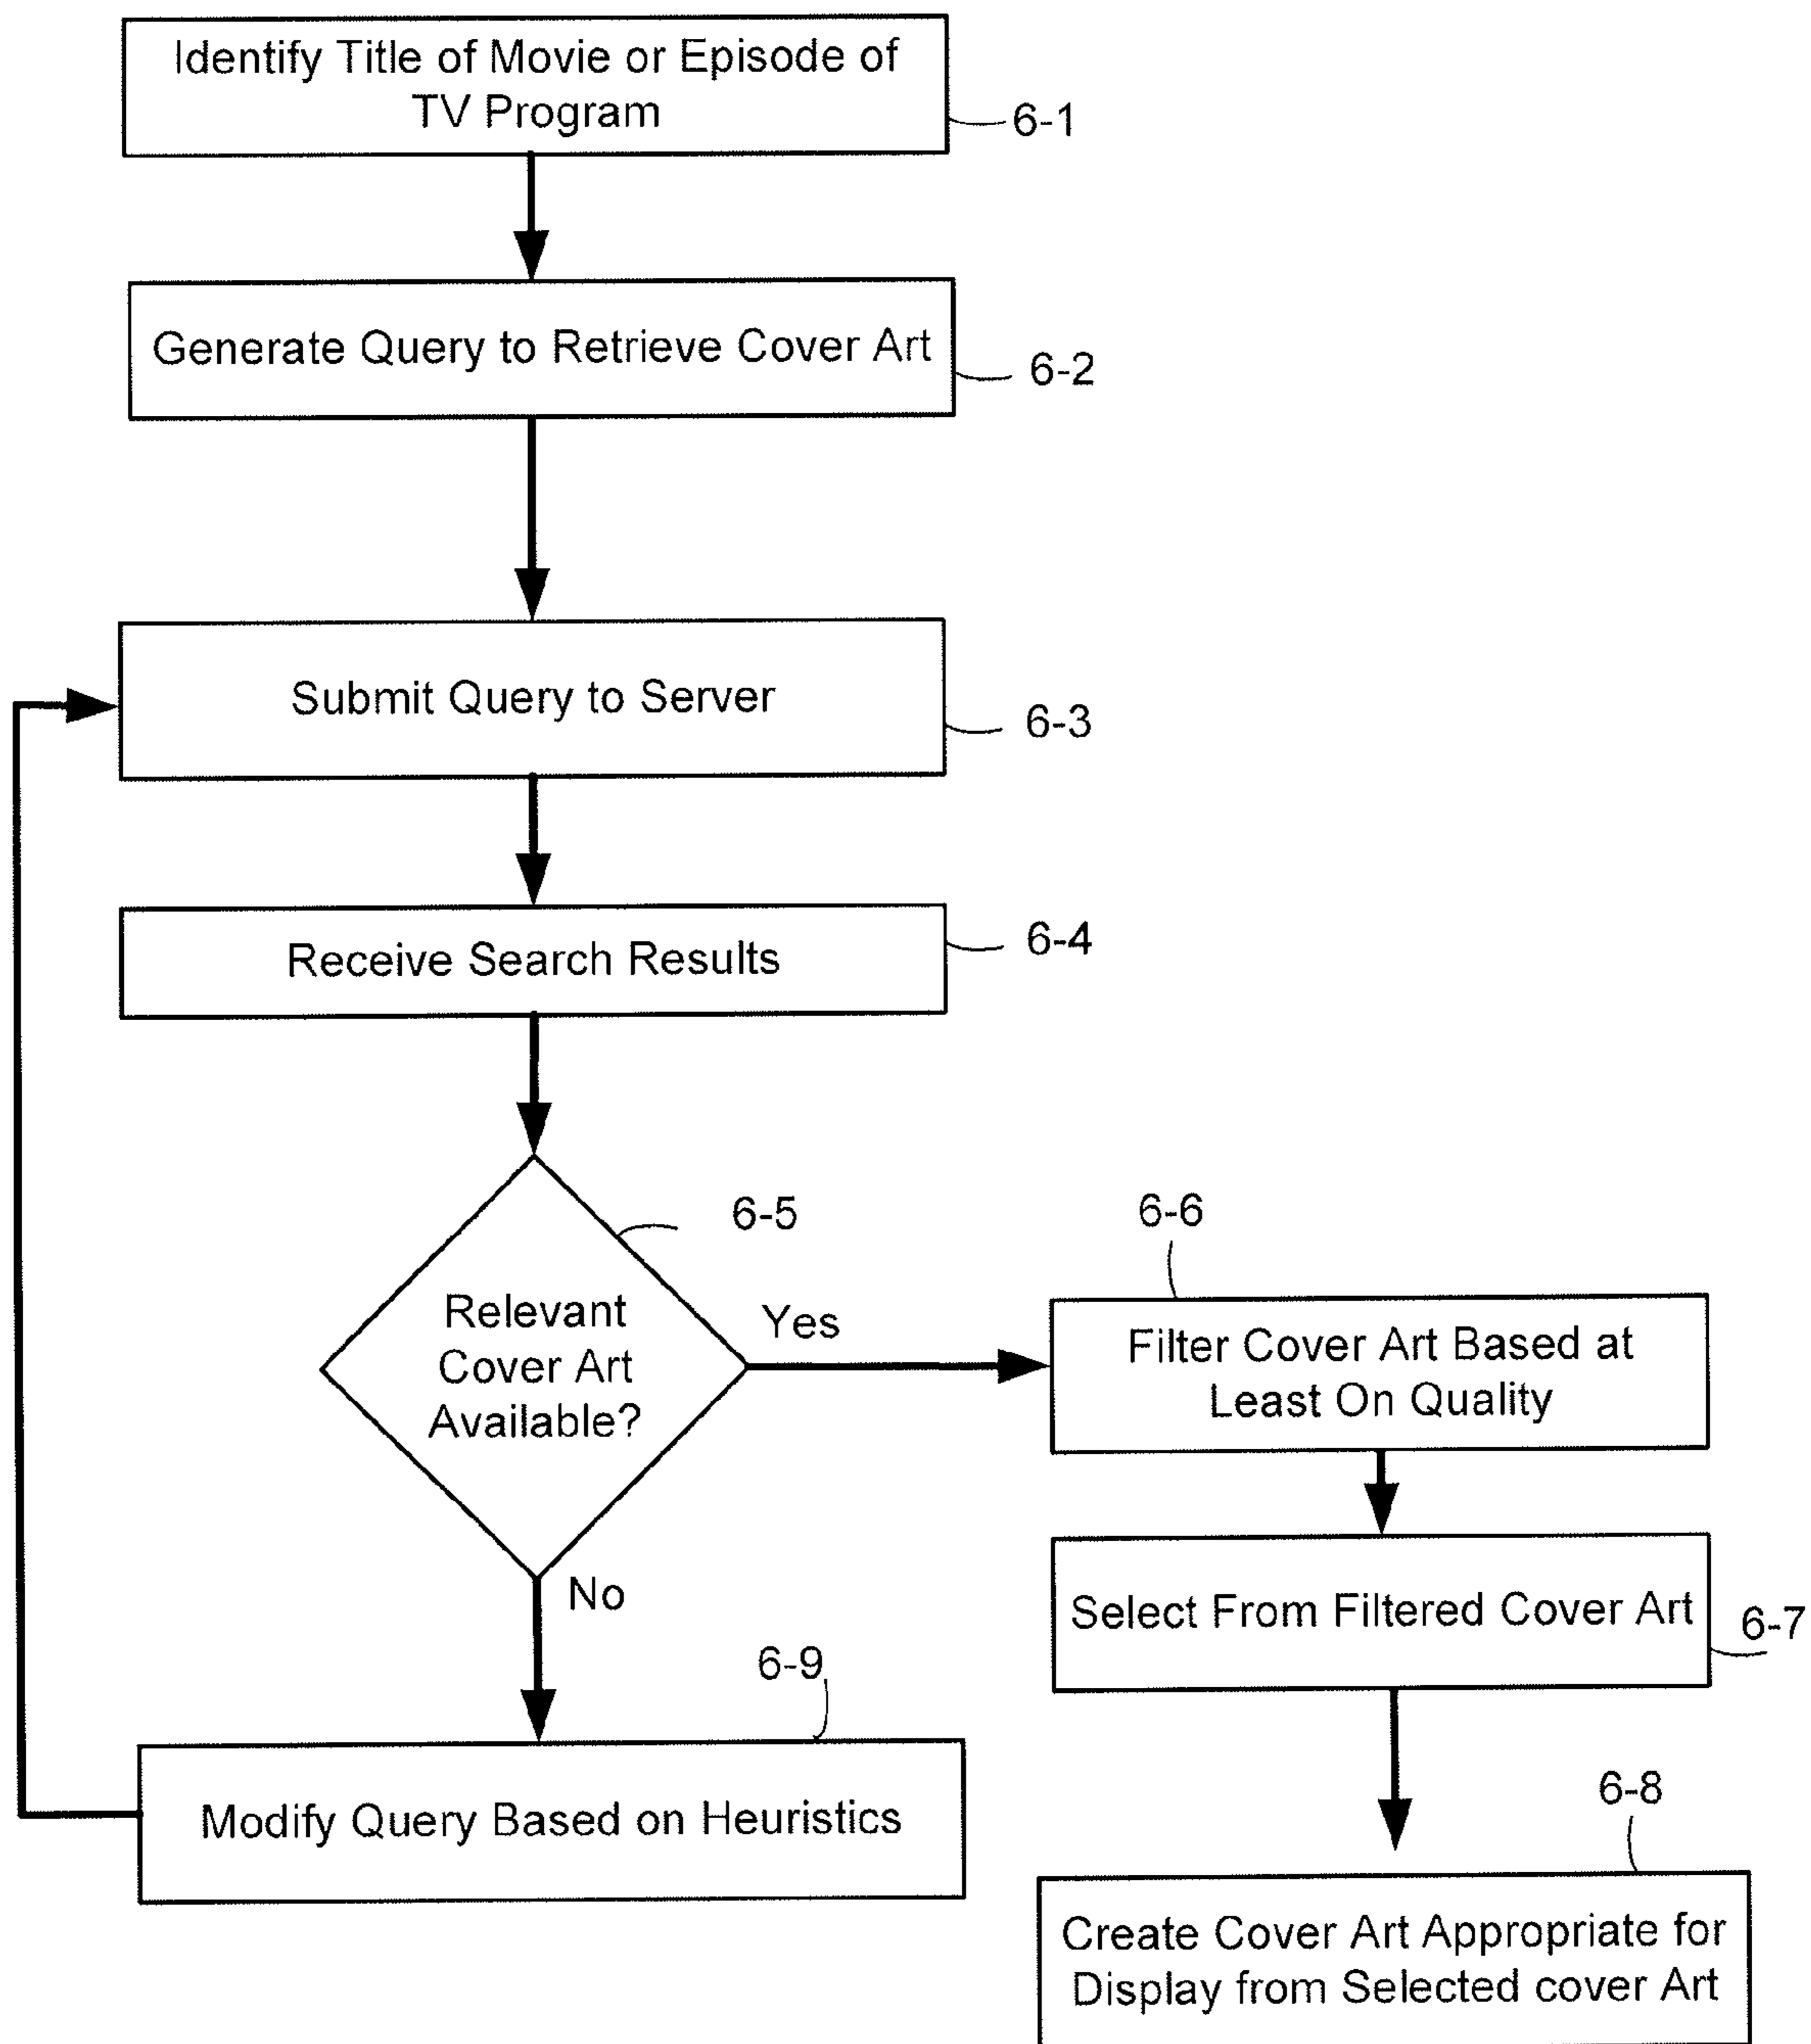 Identify Title of Movie or Episode of
TV Program
6-1
Generate Query to Retrieve Cover Art
6-2
Submit Query to Server
6-3
Receive Search Results
6-4
6-5
Relevant
Cover Art
Available?
Yes
No
6-6
Filter Cover Art Based at
Least On Quality
Select From Filtered Cover Art
6-7
6-9
Modify Query Based on Heuristics
6-8
Create Cover Art Appropriate for
Display from Selected cover Art